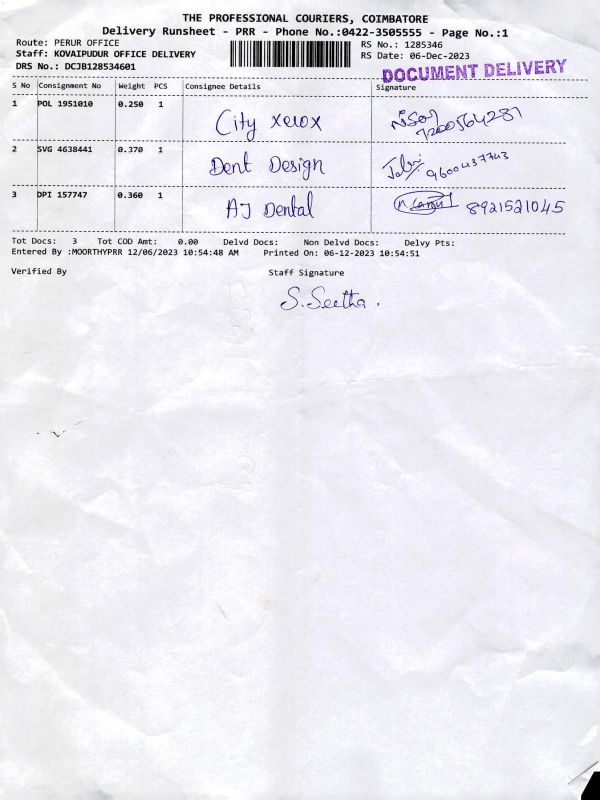 THE PROFESSIONAL COURIERS, COIMBATORE
Delivery Runsheet - PRR - Phone No.:0422-3505555 - Page No.:1
Route: PERUR OFFICE
Staff: KOVAIPUDUR OFFICE DELIVERY
DRS No.: DCJB128534601
RS No.: 1285346
RS Date: 06-Dec-2023
DOCUMENT DELIVERY
S No Consignment No Weight PCS Consignee Details Signature
1 POL 1951010 0.250 1 City xerox
7200564287
2 SVG 4638441 0.370 1 Dent Design 9600437743
3 DPI 157747 0.360 1 AJ Dental 8921521045
Tot Docs: 3 Tot COD Amt: 0.00 Delvd Docs: Non Delvd Docs: Delvy Pts:
Entered By :MOORTHYPRR 12/06/2023 10:54:48 AM Printed On: 06-12-2023 10:54:51
Verified By Staff Signature
S. Seetha.